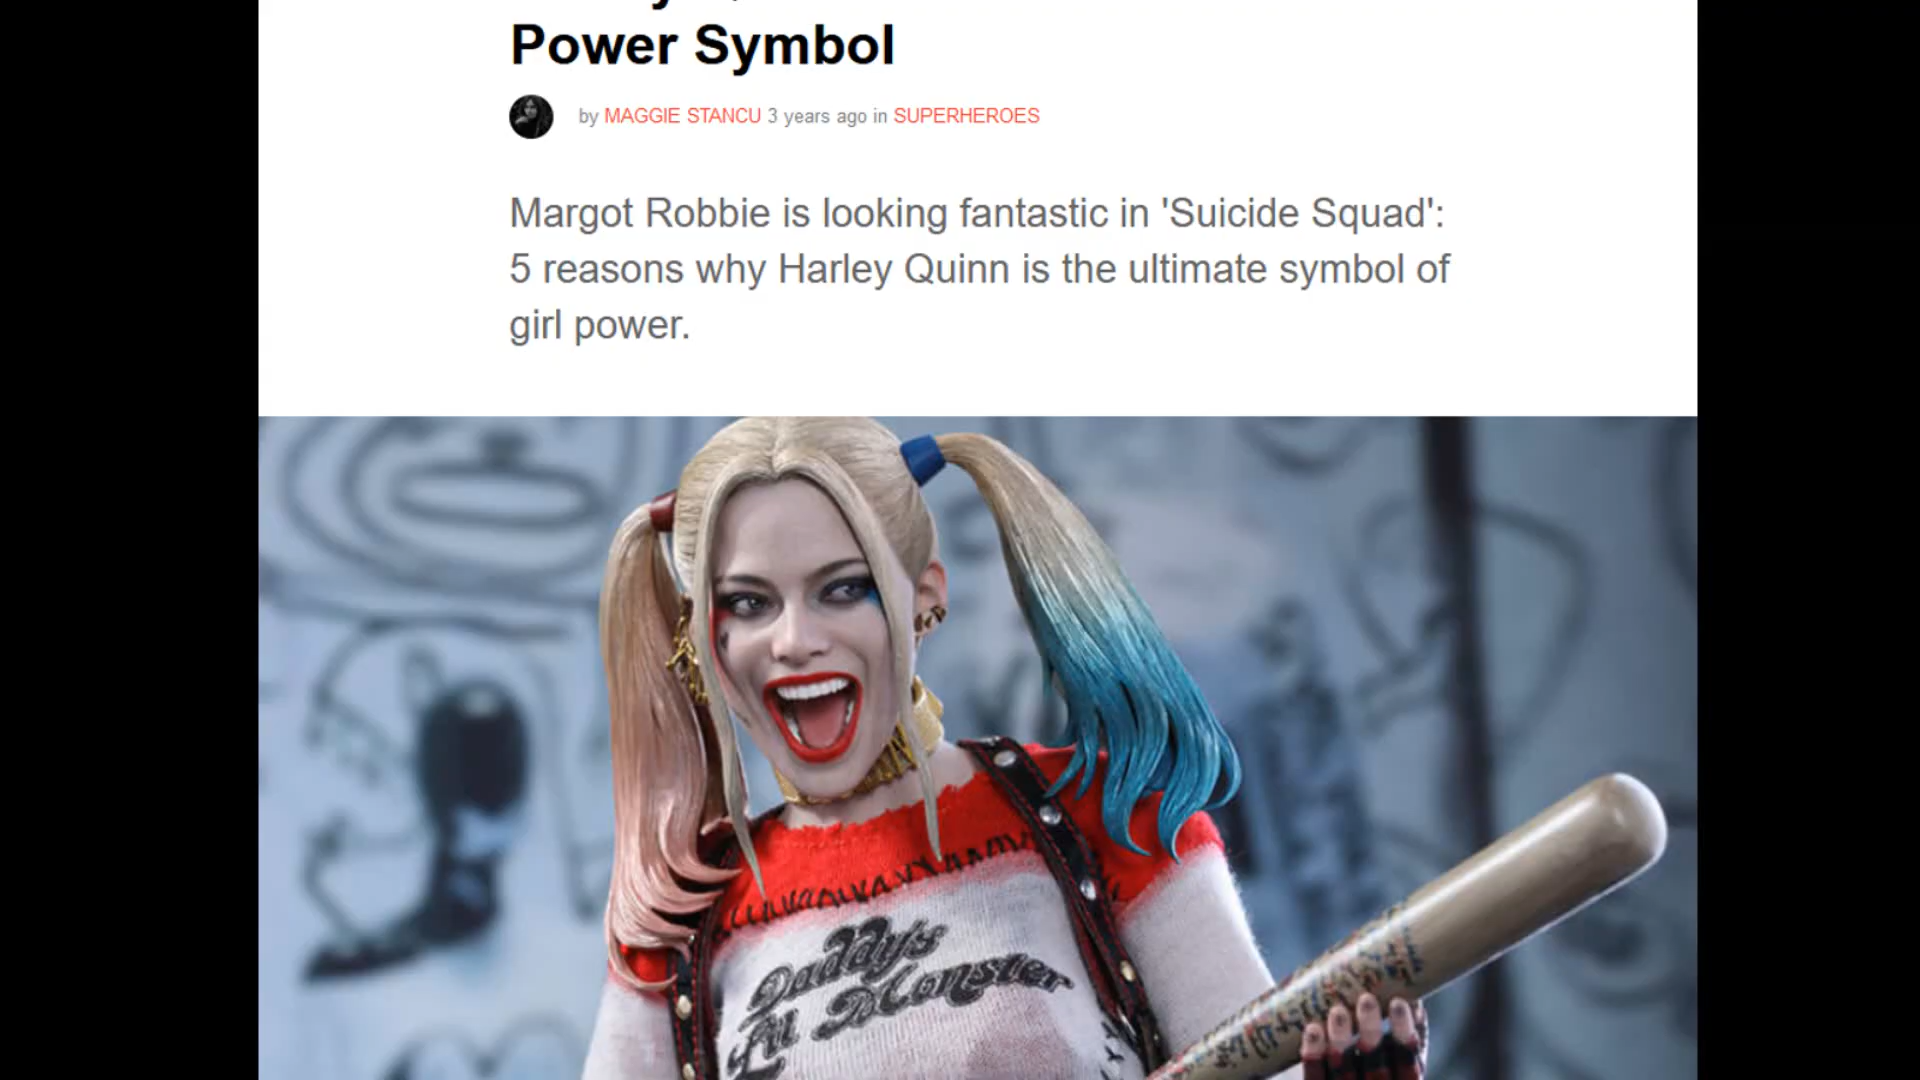 Power Symbol
by MAGGIE STANCU 3 years ago in SUPERHEROES
Margot Robbie is looking fantastic in 'Suicide Squad':
5 reasons why Harley Quinn is the ultimate symbol of
girl power.
Daddy's
Lil Monster